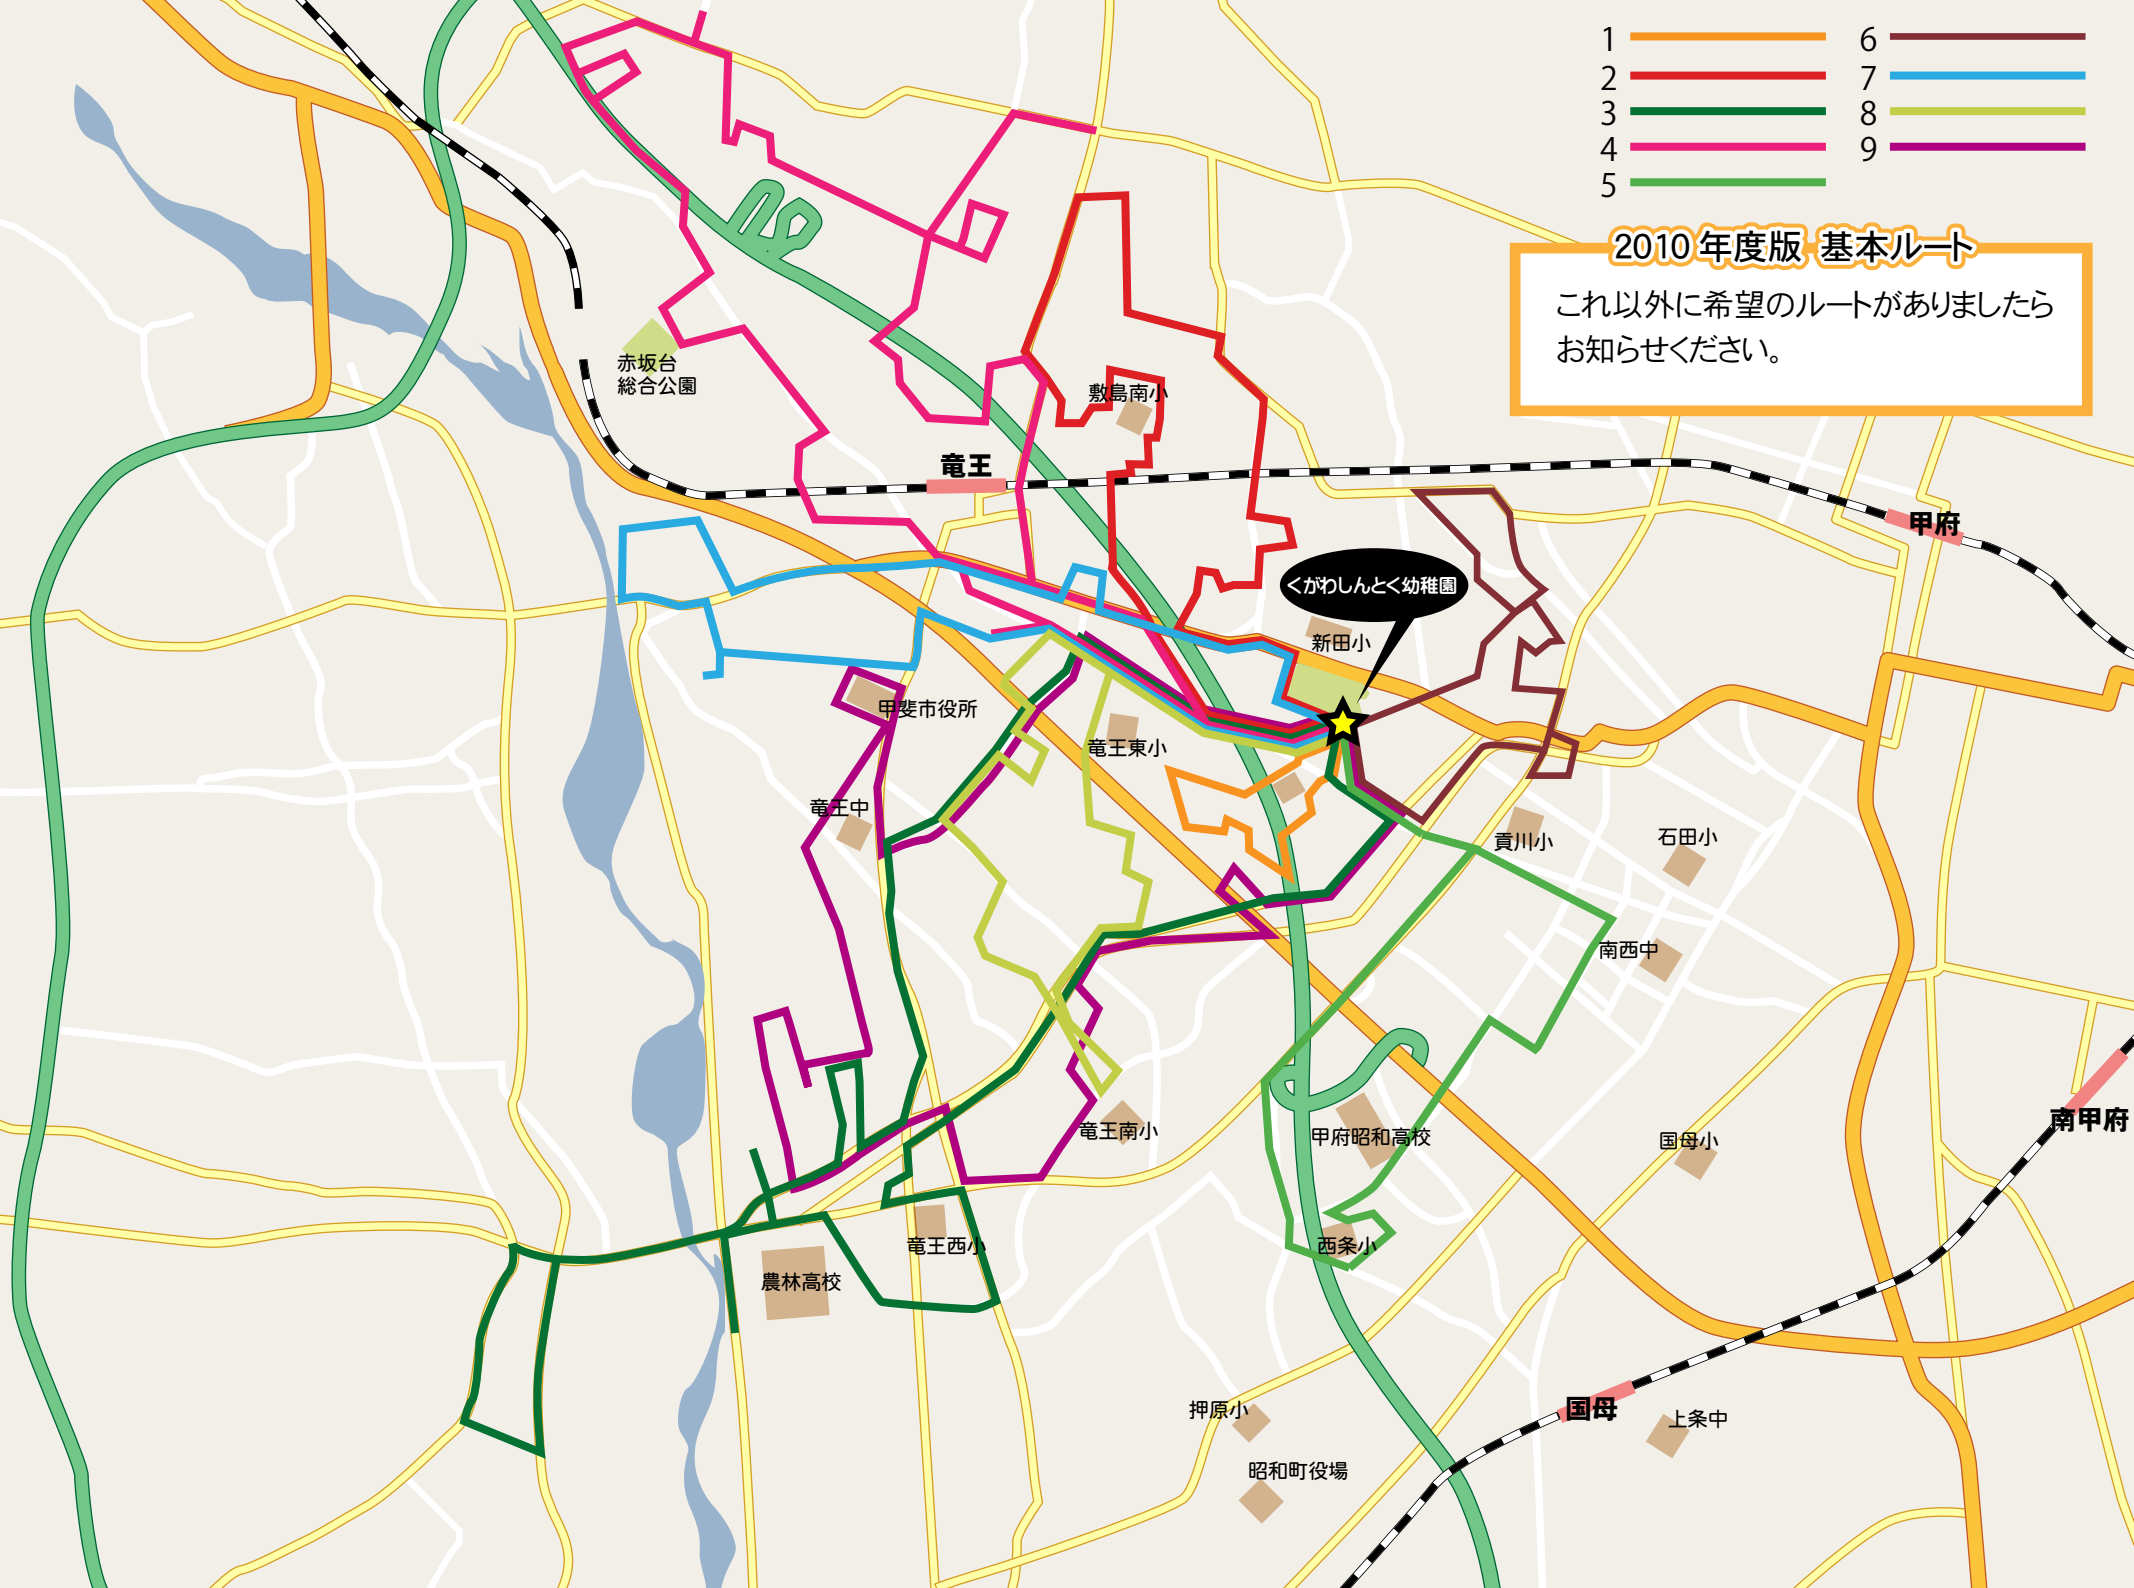 1
2
3
4
5
6
7
8
9
2010 年度版 基本ルート
これ以外に希望のルートがありましたら
お知らせください。
赤坂台
総合公園
敷島南小
竜王
甲府
くがわしんとく幼稚園
新田小
甲斐市役所
竜王東小
竜王中
貢川小
石田小
南西中
竜王南小
甲府昭和高校
国母小
南甲府
竜王西小
西条小
農林高校
押原小
国母
上条中
昭和町役場